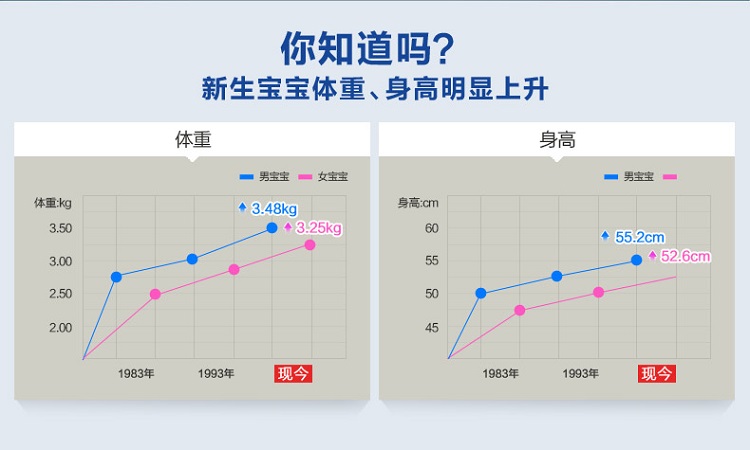 你知道吗?
新生宝宝体重、身高明显上升
体重
男宝宝 女宝宝
体重:kg
3.48kg
3.25kg
3.50
3.00
2.50
2.00
1983年 1993年 现今
身高
男宝宝
身高:cm
55.2cm
52.6cm
60
55
50
45
1983年 1993年 现今